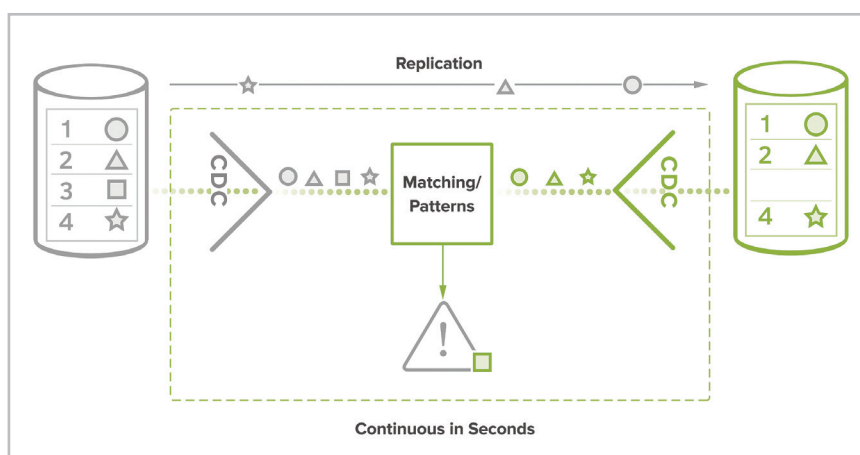 Replication
1
2
3
4
CDC
Matching/
Patterns
CDC
1
2
4
!
Continuous in Seconds